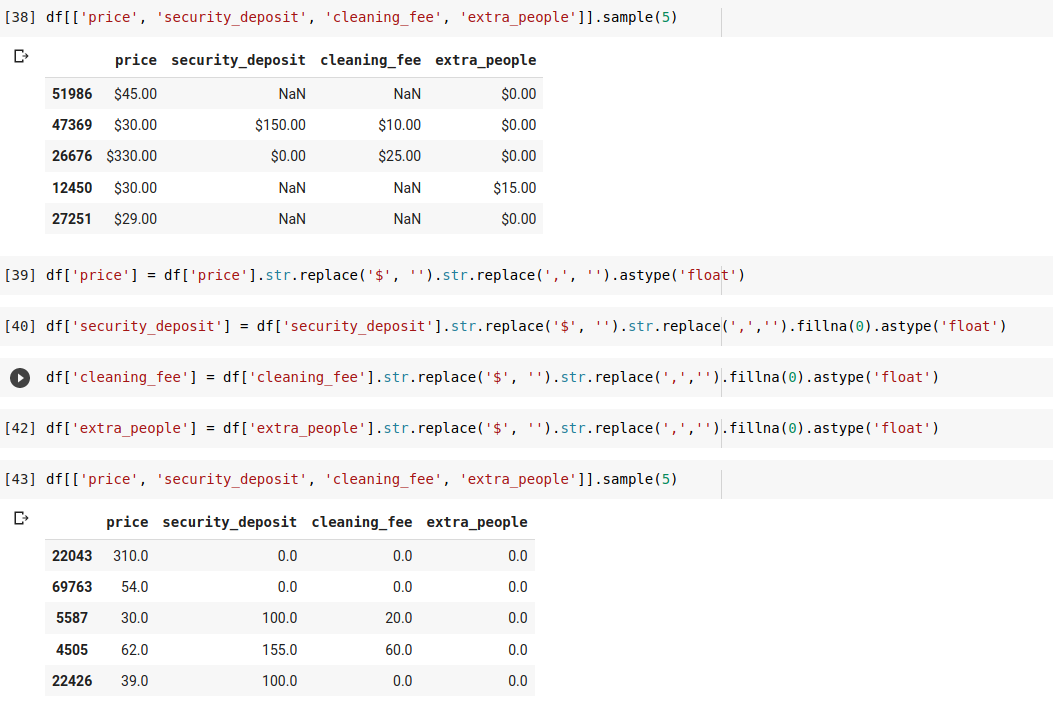 [38] df[['price', 'security_deposit', 'cleaning_fee', 'extra_people']].sample(5)
price security_deposit cleaning_fee extra_people
51986 $45.00 NaN NaN $0.00
47369 $30.00 $150.00 $10.00 $0.00
26676 $330.00 $0.00 $25.00 $0.00
12450 $30.00 NaN NaN $15.00
27251 $29.00 NaN NaN $0.00
[39] df['price'] = df['price'].str.replace('$', '').str.replace(',', '').astype('float')
[40] df['security_deposit'] = df['security_deposit'].str.replace('$', '').str.replace(',','').fillna(0).astype('float')
df['cleaning_fee'] = df['cleaning_fee'].str.replace('$', '').str.replace(',','').fillna(0).astype('float')
[42] df['extra_people'] = df['extra_people'].str.replace('$', '').str.replace(',','').fillna(0).astype('float')
[43] df[['price', 'security_deposit', 'cleaning_fee', 'extra_people']].sample(5)
price security_deposit cleaning_fee extra_people
22043 310.0 0.0 0.0 0.0
69763 54.0 0.0 0.0 0.0
5587 30.0 100.0 20.0 0.0
4505 62.0 155.0 60.0 0.0
22426 39.0 100.0 0.0 0.0